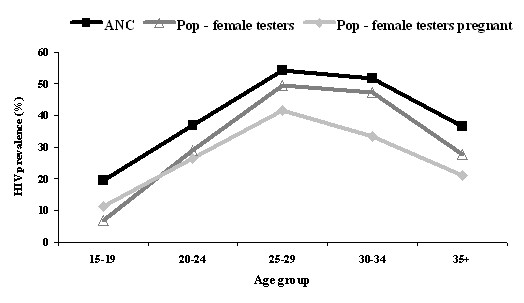 ANC Pop - female testers Pop - female testers pregnant
60
50
40
30
20
10
0
HIV prevalence (%)
15-19 20-24 25-29 30-34 35+
Age group